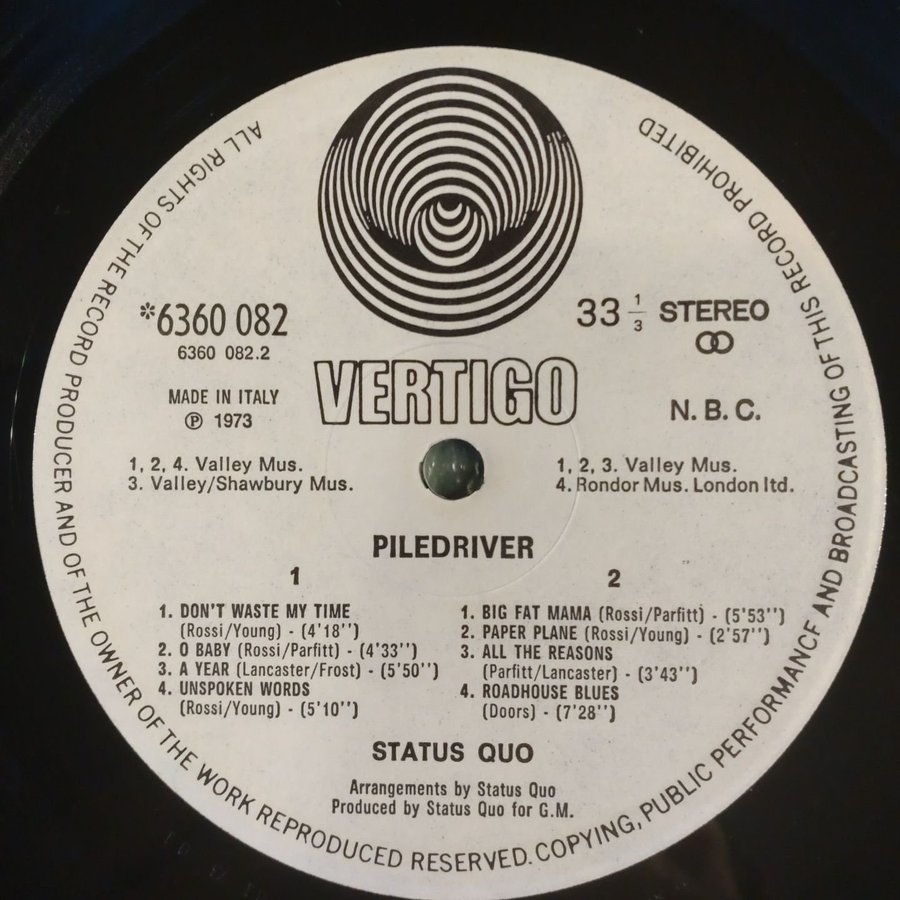 ALL RIGHTS OF THE RECORD PRODUCER AND OF THE OWNER OF THE WORK REPRODUCED RESERVED. COPYING, PUBLIC PERFORMANCE AND BROADCASTING OF THIS RECORD PROHIBITED
*6360 082
6360 082.2
MADE IN ITALY
℗ 1973
33 1/3 STEREO
N.B.C.
VERTIGO
1, 2, 4. Valley Mus.
3. Valley/Shawbury Mus.
1, 2, 3. Valley Mus.
4. Rondor Mus. London ltd.
PILEDRIVER
1
1. DON'T WASTE MY TIME
(Rossi/Young) - (4'18'')
2. O BABY (Rossi/Parfitt) - (4'33'')
3. A YEAR (Lancaster/Frost) - (5'50'')
4. UNSPOKEN WORDS
(Rossi/Young) - (5'10'')
2
1. BIG FAT MAMA (Rossi/Parfitt) - (5'53'')
2. PAPER PLANE (Rossi/Young) - (2'57'')
3. ALL THE REASONS
(Parfitt/Lancaster) - (3'43'')
4. ROADHOUSE BLUES
(Doors) - (7'28'')
STATUS QUO
Arrangements by Status Quo
Produced by Status Quo for G.M.